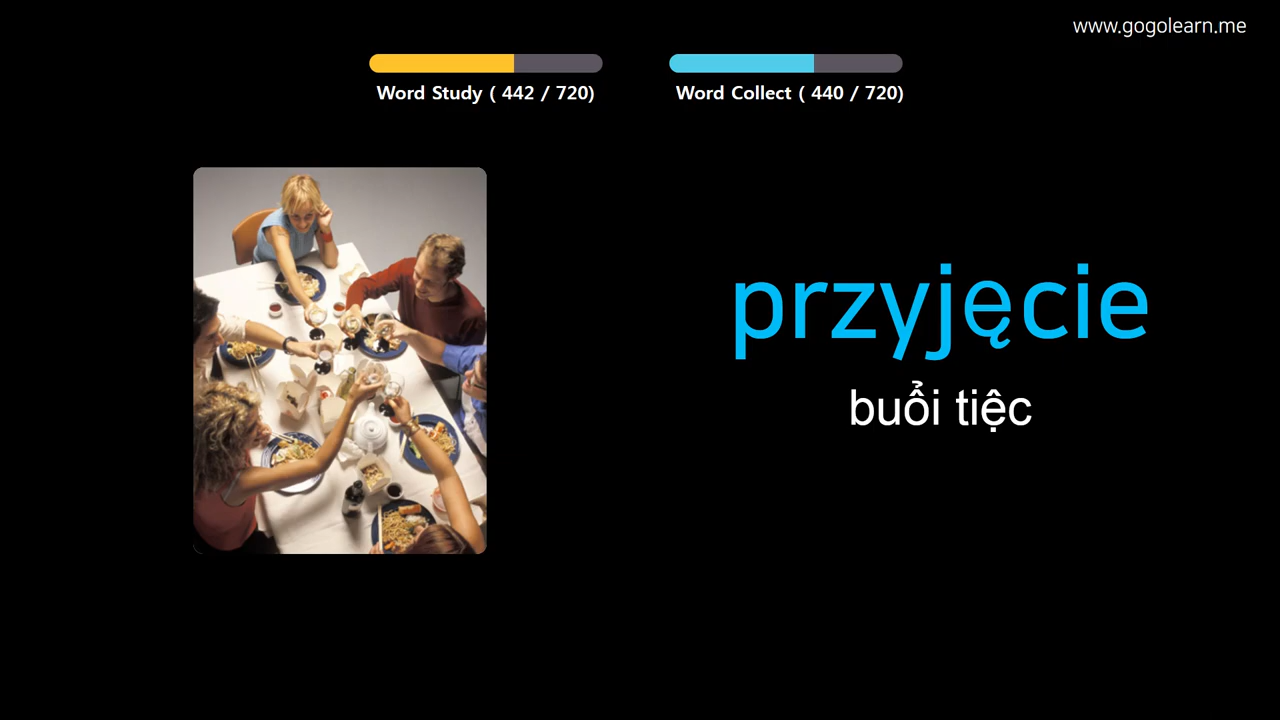 www.gogolearn.me
Word Study ( 442 / 720)
Word Collect ( 440 / 720)
przyjęcie
buổi tiệc